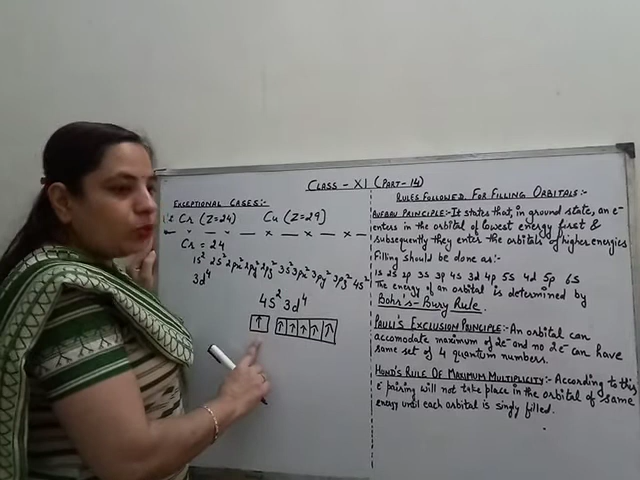 CLASS - XI (PART-14)
EXCEPTIONAL CASES:-
Cr (Z=24) Cu (Z=29)
Cr = 24
1s² 2s² 2px² 2py² 2pz² 3s² 3px² 3py² 3pz² 4s²
3d⁴
4s² 3d⁴
↑ ↑ ↑ ↑ ↑ ↑
RULES FOLLOWED FOR FILLING ORBITALS:-
AUFBAU PRINCIPLE:- It states that, in ground state, an e⁻
enters in the orbital of lowest energy first &
subsequently they enter the orbitals of higher energies
Filling should be done as:-
1s 2s 2p 3s 3p 4s 3d 4p 5s 4d 5p 6s
The energy of an orbital is determined by
Bohr's - Bury Rule.
PAULI'S EXCLUSION PRINCIPLE:- An orbital can
accomodate maximum of 2e⁻ and no 2e⁻ can have
same set of 4 quantum numbers.
HUND'S RULE OF MAXIMUM MULTIPLICITY:- According to this
e⁻ pairing will not take place in the orbital of same
energy until each orbital is singly filled.